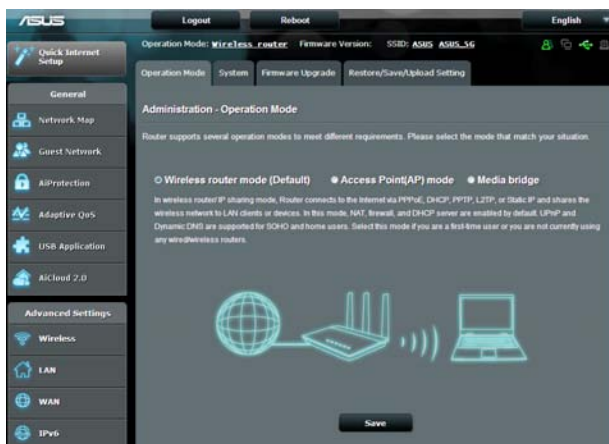 ASUS
Logout
Reboot
English
Quick Internet
Setup
Operation Mode: Wireless router Firmware Version: SSID: ASUS ASUS_5G
Operation Mode
System
Firmware Upgrade
Restore/Save/Upload Setting
General
Network Map
Guest Network
AiProtection
Adaptive QoS
USB Application
AiCloud 2.0
Advanced Settings
Wireless
LAN
WAN
IPv6
Administration - Operation Mode
Router supports several operation modes to meet different requirements. Please select the mode that match your situation.
Wireless router mode (Default)
Access Point(AP) mode
Media bridge
In wireless router/ IP sharing mode, Router connects to the Internet via PPPoE, DHCP, PPTP, L2TP, or Static IP and shares the
wireless network to LAN clients or devices. In this mode, NAT, firewall, and DHCP server are enabled by default. UPnP and
Dynamic DNS are supported for SOHO and home users. Select this mode if you are a first-time user or you are not currently using
any wired/wireless routers.
Save